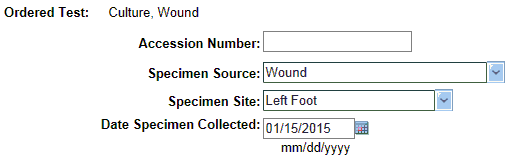 Ordered Test: Culture, Wound
Accession Number:
Specimen Source: Wound
Specimen Site: Left Foot
Date Specimen Collected: 01/15/2015
mm/dd/yyyy